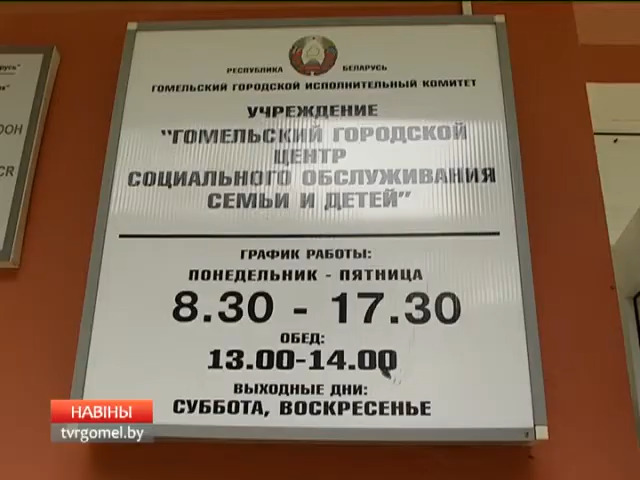 РЕСПУБЛИКА БЕЛАРУСЬ
ГОМЕЛЬСКИЙ ГОРОДСКОЙ ИСПОЛНИТЕЛЬНЫЙ КОМИТЕТ
УЧРЕЖДЕНИЕ
"ГОМЕЛЬСКИЙ ГОРОДСКОЙ
ЦЕНТР
СОЦИАЛЬНОГО ОБСЛУЖИВАНИЯ
СЕМЬИ И ДЕТЕЙ"
ГРАФИК РАБОТЫ:
ПОНЕДЕЛЬНИК - ПЯТНИЦА
8.30 - 17.30
ОБЕД:
13.00-14.00
ВЫХОДНЫЕ ДНИ:
СУББОТА, ВОСКРЕСЕНЬЕ
НАВІНЫ
tvrgomel.by